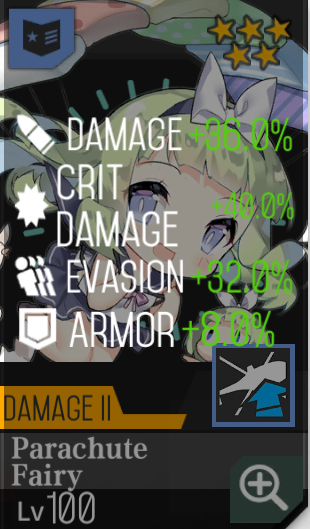 DAMAGE +36.0%
CRIT DAMAGE +40.0%
EVASION +32.0%
ARMOR +8.0%
DAMAGE II
Parachute
Fairy
Lv100